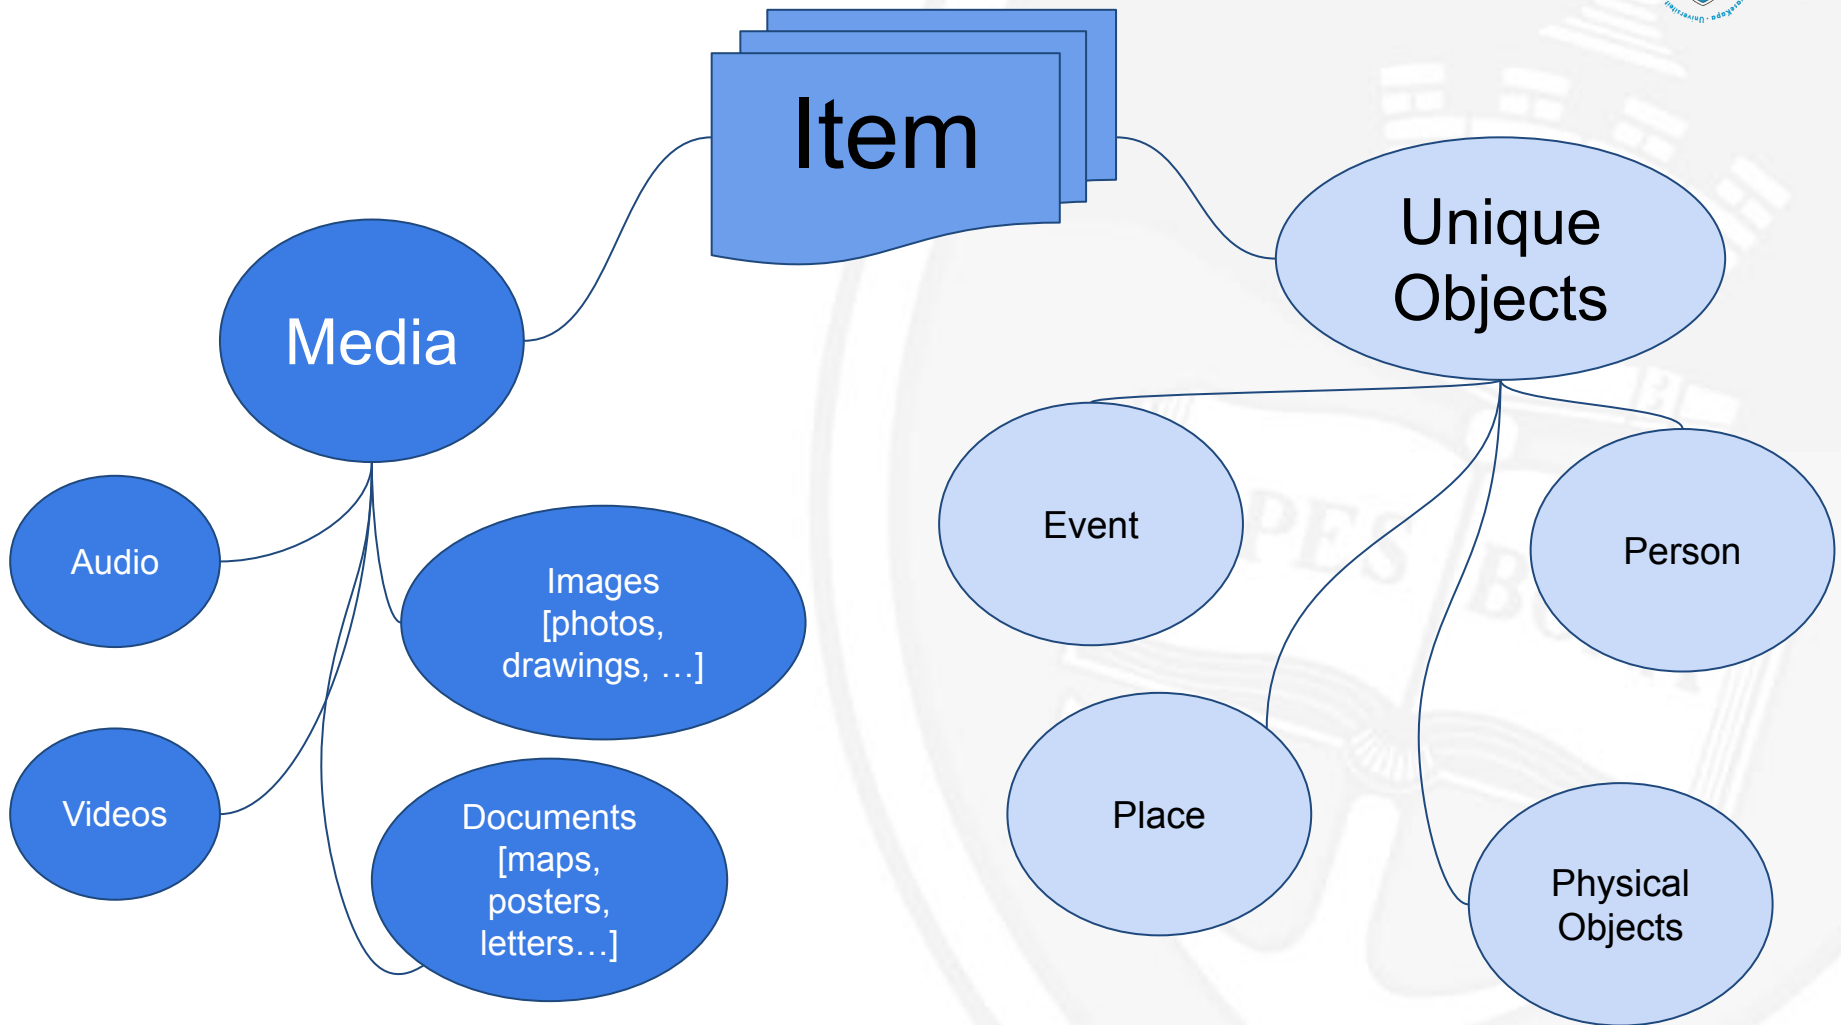 Item
Unique
Objects
Media
Event
Person
Audio
Images
[photos,
drawings, …]
Videos
Documents
[maps,
posters,
letters…]
Place
Physical
Objects